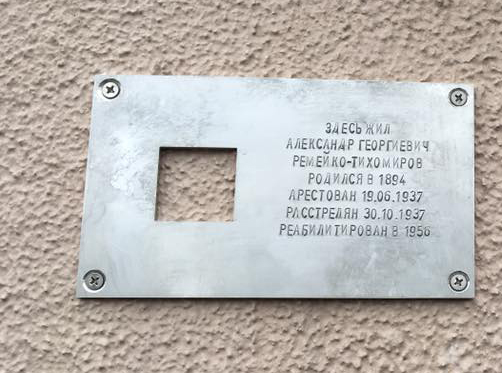 ЗДЕСЬ ЖИЛ
АЛЕКСАНДР ГЕОРГИЕВИЧ
РЕМЕЙКО-ТИХОМИРОВ
РОДИЛСЯ В 1894
АРЕСТОВАН 19.06.1937
РАССТРЕЛЯН 30.10.1937
РЕАБИЛИТИРОВАН В 1956